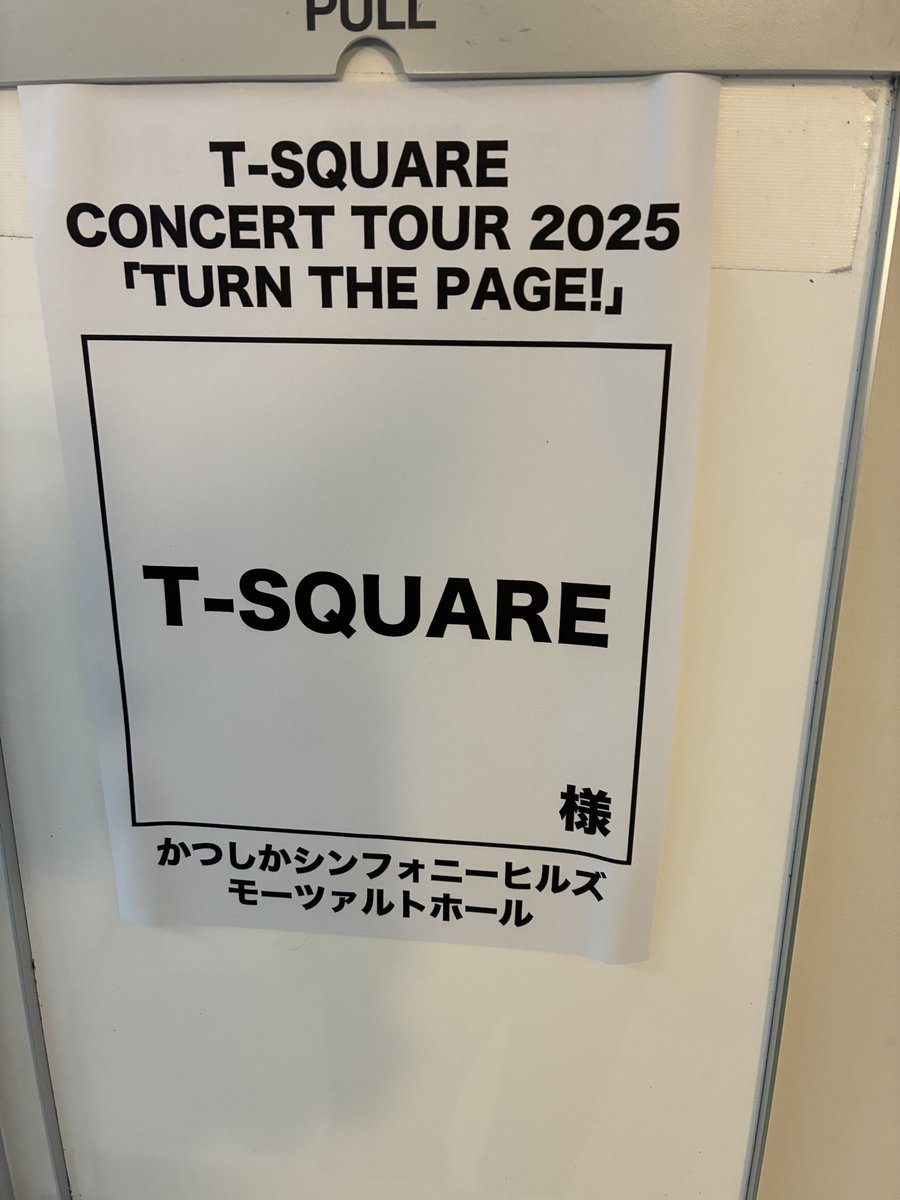 PULL
T-SQUARE
CONCERT TOUR 2025
「TURN THE PAGE!」
T-SQUARE
様
かつしかシンフォニーヒルズ
モーツァルトホール